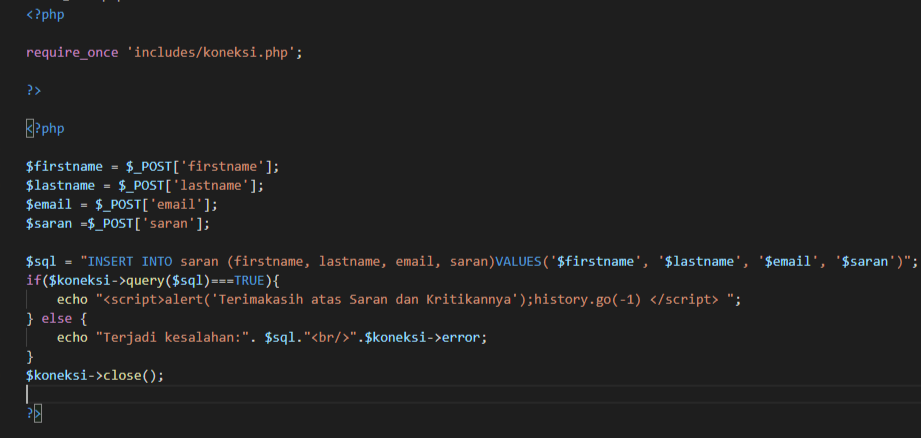 <?php
require_once 'includes/koneksi.php';
?>
<?php
$firstname = $_POST['firstname'];
$lastname = $_POST['lastname'];
$email = $_POST['email'];
$saran =$_POST['saran'];
$sql = "INSERT INTO saran (firstname, lastname, email, saran)VALUES('$firstname', '$lastname', '$email', '$saran')";
if($koneksi->query($sql)===TRUE){
    echo "<script>alert('Terimakasih atas Saran dan Kritikannya');history.go(-1) </script> ";
} else {
    echo "Terjadi kesalahan:". $sql."<br/>".$koneksi->error;
}
$koneksi->close();
?>